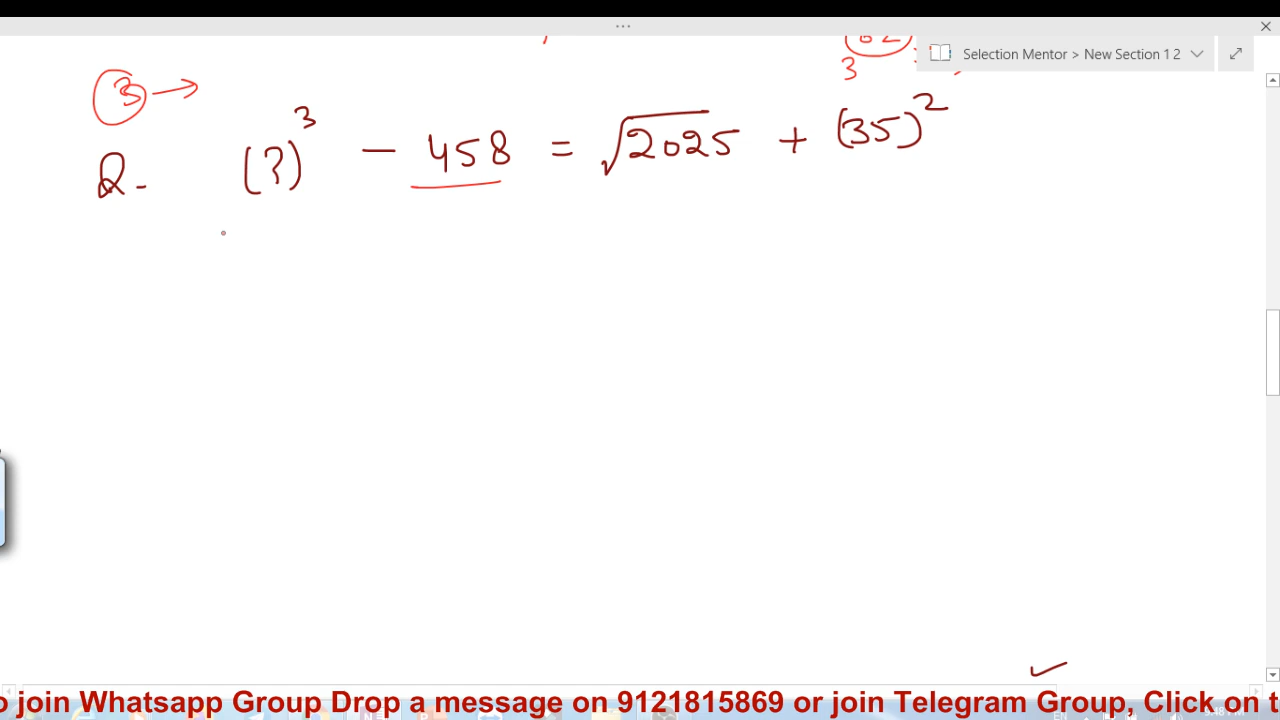 ...
Selection Mentor > New Section 1 2
3 →
Q. (?)³ - 458 = √2025 + (35)²
o join Whatsapp Group Drop a message on 9121815869 or join Telegram Group, Click on t